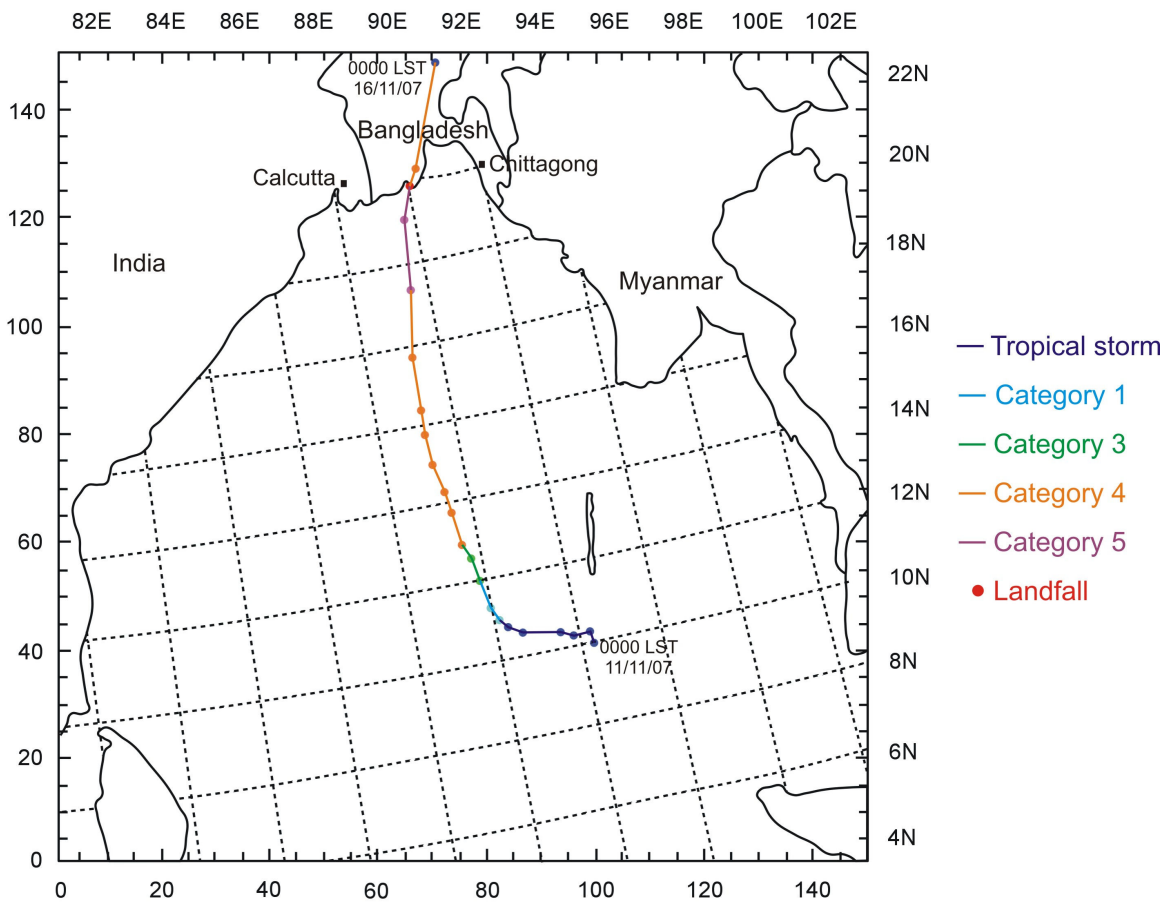 82E 84E 86E 88E 90E 92E 94E 96E 100E 102E
0000 LST
16/11/07
22N
140
Bangladesh
20N
Chittagong
Calcutta
120
18N
India
Myanmar
100
16N
Tropical storm
Category 1
14N
80
Category 3
12N
Category 4
60
Category 5
10N
Landfall
40
0000 LST
11/11/07
8N
20
6N
4N
0
0 20 40 60 80 100 120 140